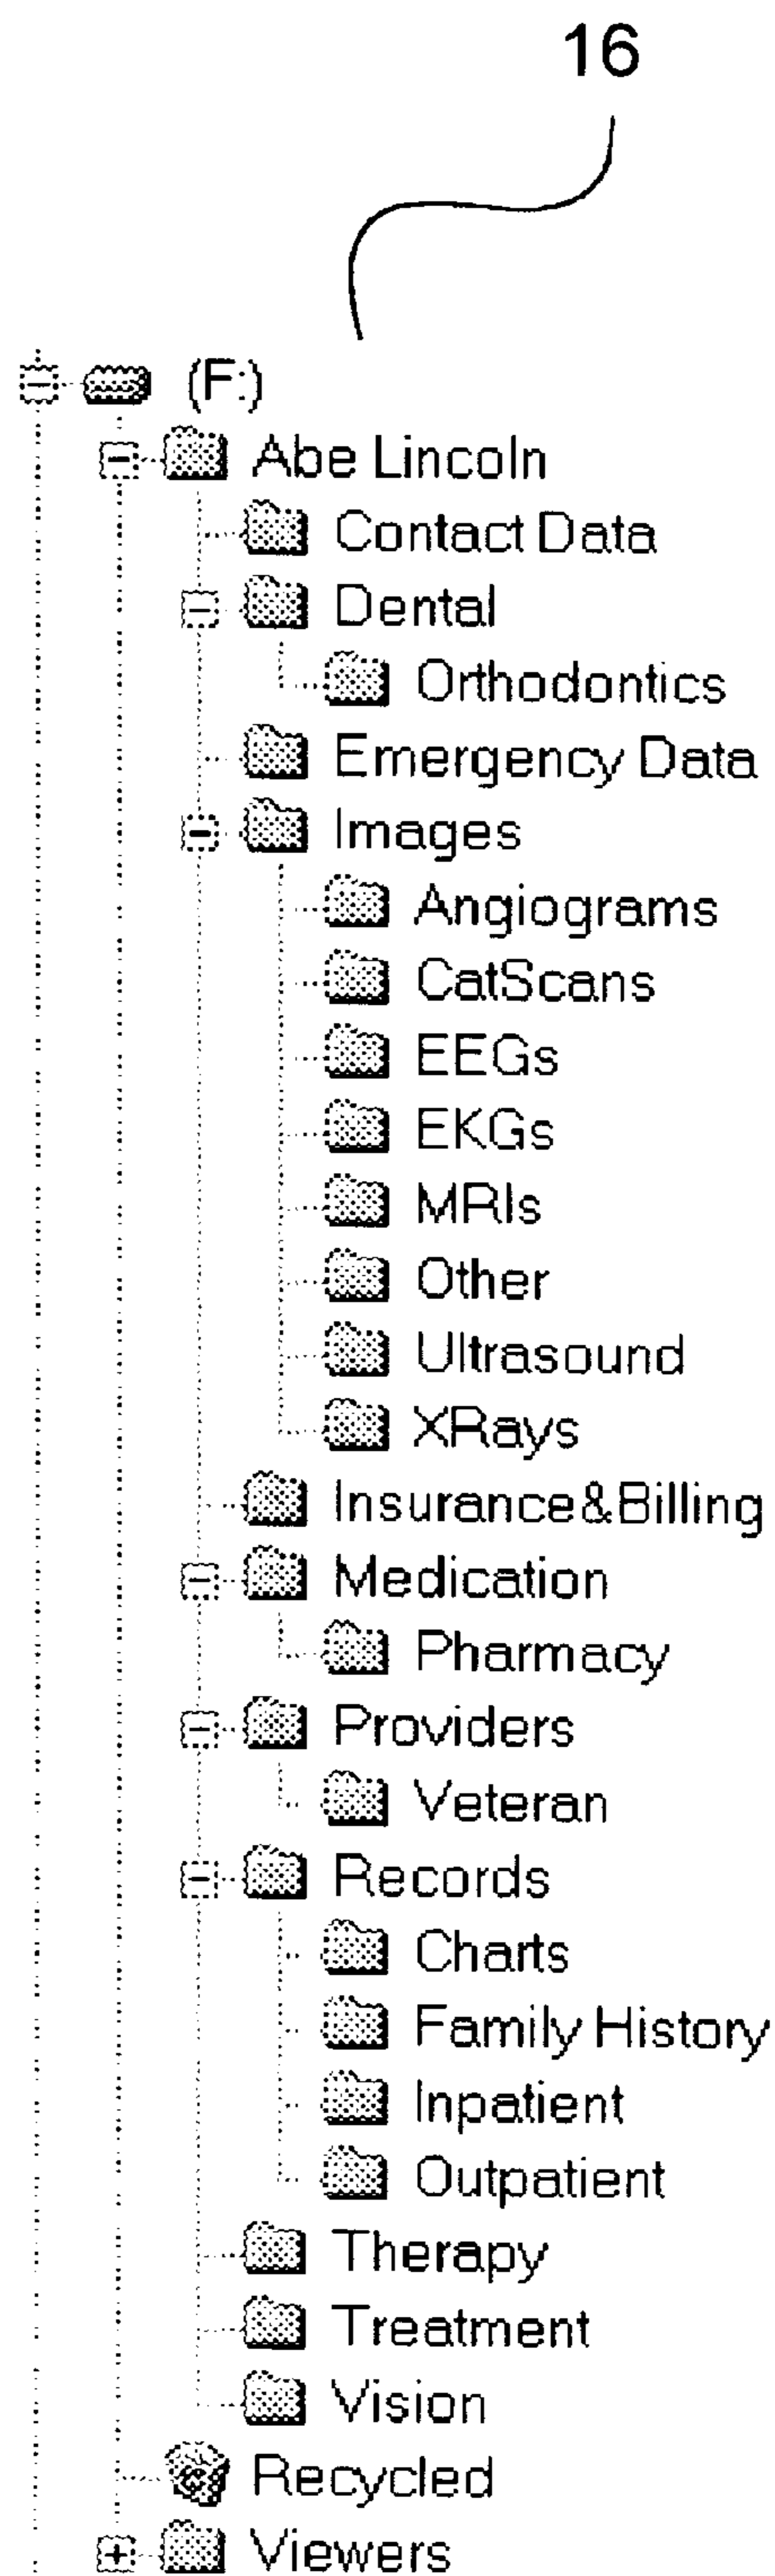 16
(F:)
Abe Lincoln
Contact Data
Dental
Orthodontics
Emergency Data
Images
Angiograms
CatScans
EEGs
EKGs
MRIs
Other
Ultrasound
XRays
Insurance&Billing
Medication
Pharmacy
Providers
Veteran
Records
Charts
Family History
Inpatient
Outpatient
Therapy
Treatment
Vision
Recycled
Viewers